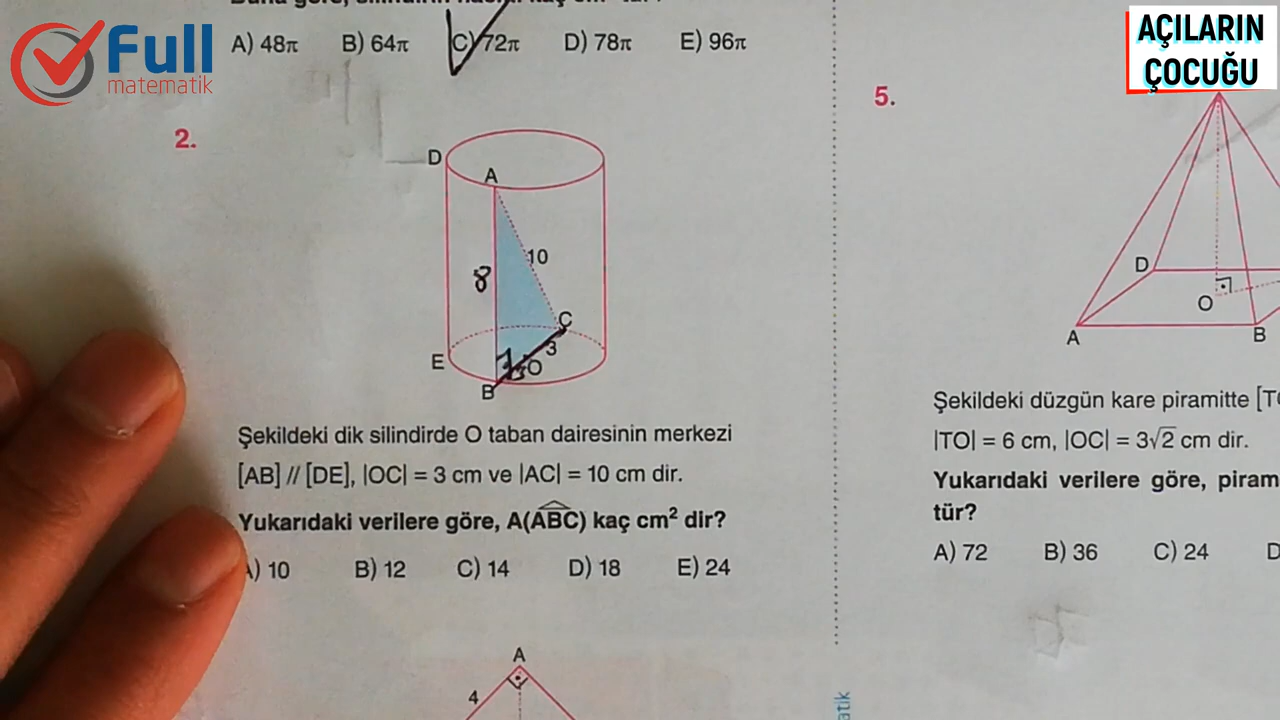 Full
matematik
AÇILARIN
ÇOCUĞU
A) 48π B) 64π C) 72π D) 78π E) 96π
2.
D
A
10
8
C
3
E
O
B
Şekildeki dik silindirde O taban dairesinin merkezi
[AB] // [DE], |OC| = 3 cm ve |AC| = 10 cm dir.
Yukarıdaki verilere göre, A(ABC) kaç cm² dir?
A) 10 B) 12 C) 14 D) 18 E) 24
A
4
5.
D
O
A
B
Şekildeki düzgün kare piramitte
|TO| = 6 cm, |OC| = 3√2 cm dir.
Yukarıdaki verilere göre, piram
tür?
A) 72 B) 36 C) 24 D
atik